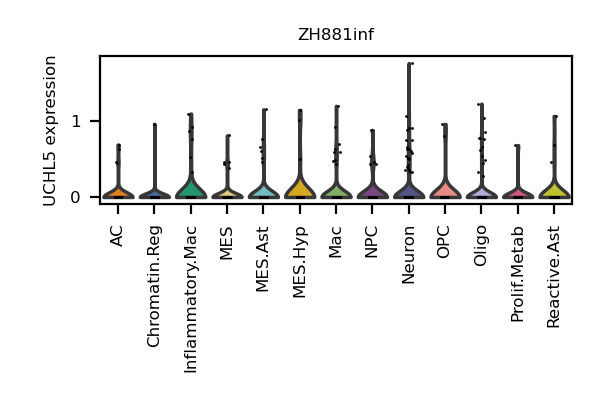 ZH881inf
UCHL5 expression
1
0
AC
Chromatin.Reg
Inflammatory.Mac
MES
MES.Ast
MES.Hyp
Mac
NPC
Neuron
OPC
Oligo
Prolif.Metab
Reactive.Ast